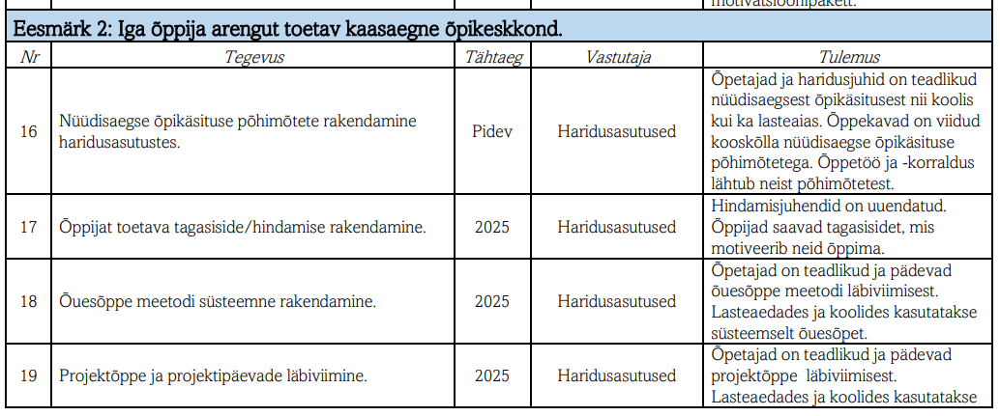 motivatsioonipakett.
Eesmärk 2: Iga õppija arengut toetav kaasaegne õpikeskkond.
Nr Tegevus Tähtaeg Vastutaja Tulemus
16 Nüüdisaegse õpikäsituse põhimõtete rakendamine
haridusasutustes. Pidev Haridusasutused Õpetajad ja haridusjuhid on teadlikud
nüüdisaegsest õpikäsitusest nii koolis
kui ka lasteaias. Õppekavad on viidud
kooskõlla nüüdisaegse õpikäsituse
põhimõtetega. Õppetöö ja -korraldus
lähtub neist põhimõtetest.
17 Õppijat toetava tagasiside/hindamise rakendamine. 2025 Haridusasutused Hindamisjuhendid on uuendatud.
Õppijad saavad tagasisidet, mis
motiveerib neid õppima.
18 Õuesõppe meetodi süsteemne rakendamine. 2025 Haridusasutused Õpetajad on teadlikud ja pädevad
õuesõppe meetodi läbiviimisest.
Lasteaedades ja koolides kasutatakse
süsteemselt õuesõpet.
19 Projektõppe ja projektipäevade läbiviimine. 2025 Haridusasutused Õpetajad on teadlikud ja pädevad
projektõppe läbiviimisest.
Lasteaedades ja koolides kasutatakse